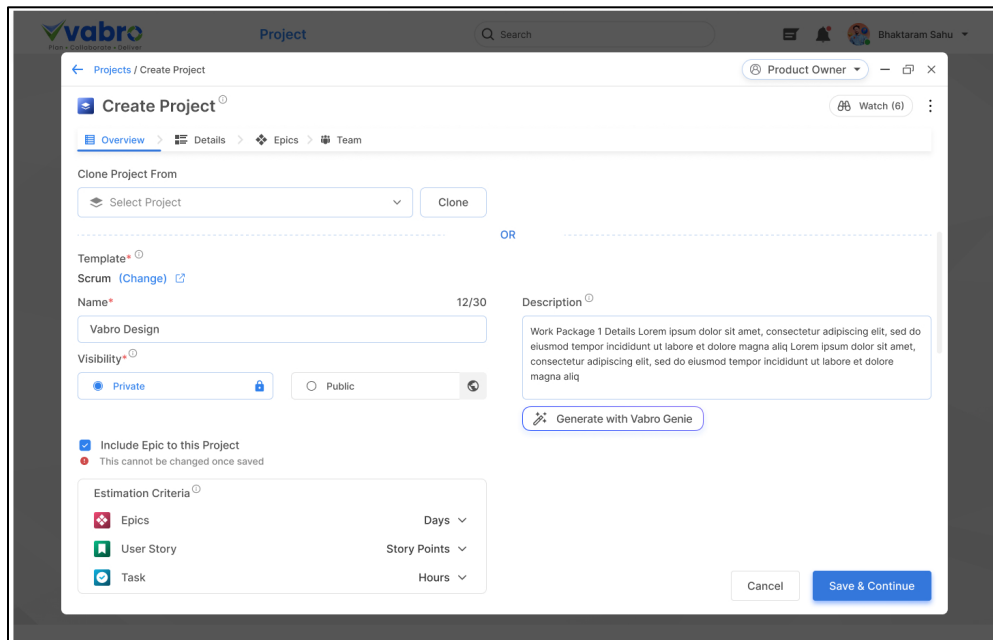 vabro
Plan • Collaborate • Deliver
Project
Search
Bhaktaram Sahu
Projects / Create Project
Product Owner
Create Project
Watch (6)
Overview
Details
Epics
Team
Clone Project From
Select Project
Clone
OR
Template*
Scrum (Change)
Name*
12/30
Vabro Design
Visibility*
Private
Public
Description
Work Package 1 Details Lorem ipsum dolor sit amet, consectetur adipiscing elit, sed do
eiusmod tempor incididunt ut labore et dolore magna aliq Lorem ipsum dolor sit amet,
consectetur adipiscing elit, sed do eiusmod tempor incididunt ut labore et dolore
magna aliq
Generate with Vabro Genie
Include Epic to this Project
This cannot be changed once saved
Estimation Criteria
Epics
Days
User Story
Story Points
Task
Hours
Cancel
Save & Continue